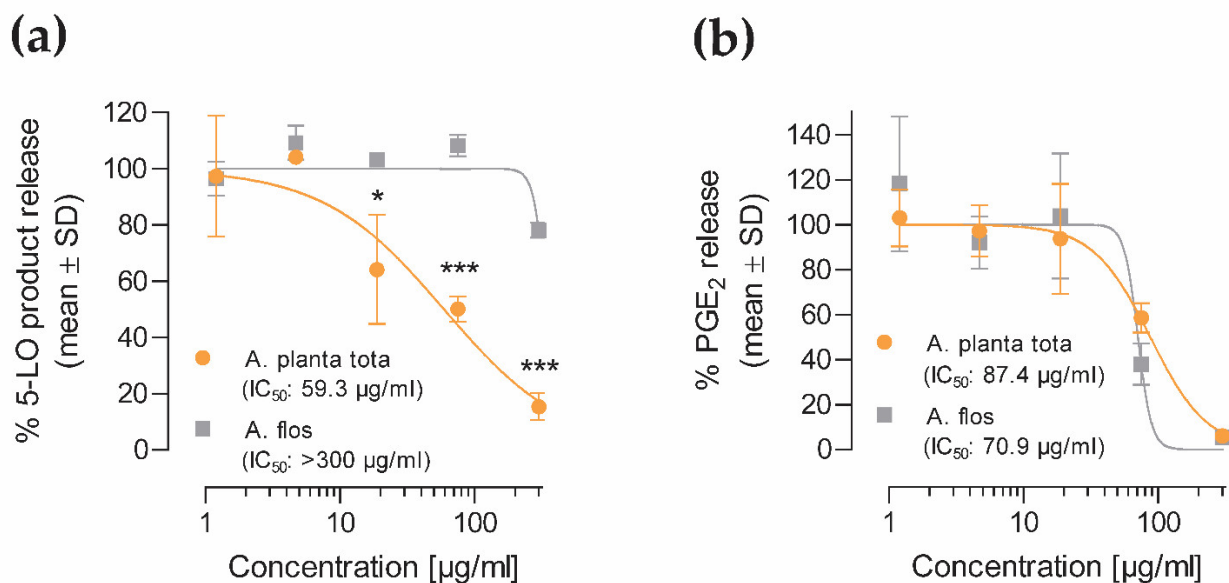 (a)
% 5-LO product release
(mean ± SD)
120
100
80
60
40
20
0
*
***
***
A. planta tota
(IC50: 59.3 µg/ml)
A. flos
(IC50: >300 µg/ml)
1
10
100
Concentration [µg/ml]
(b)
% PGE2 release
(mean ± SD)
140
120
100
80
60
40
20
0
A. planta tota
(IC50: 87.4 µg/ml)
A. flos
(IC50: 70.9 µg/ml)
1
10
100
Concentration [µg/ml]